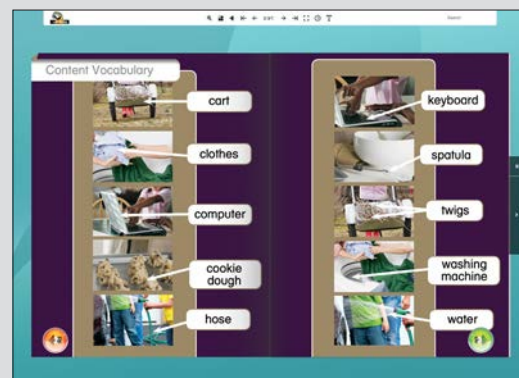 Content Vocabulary
cart
clothes
computer
cookie
dough
hose
keyboard
spatula
twigs
washing
machine
water